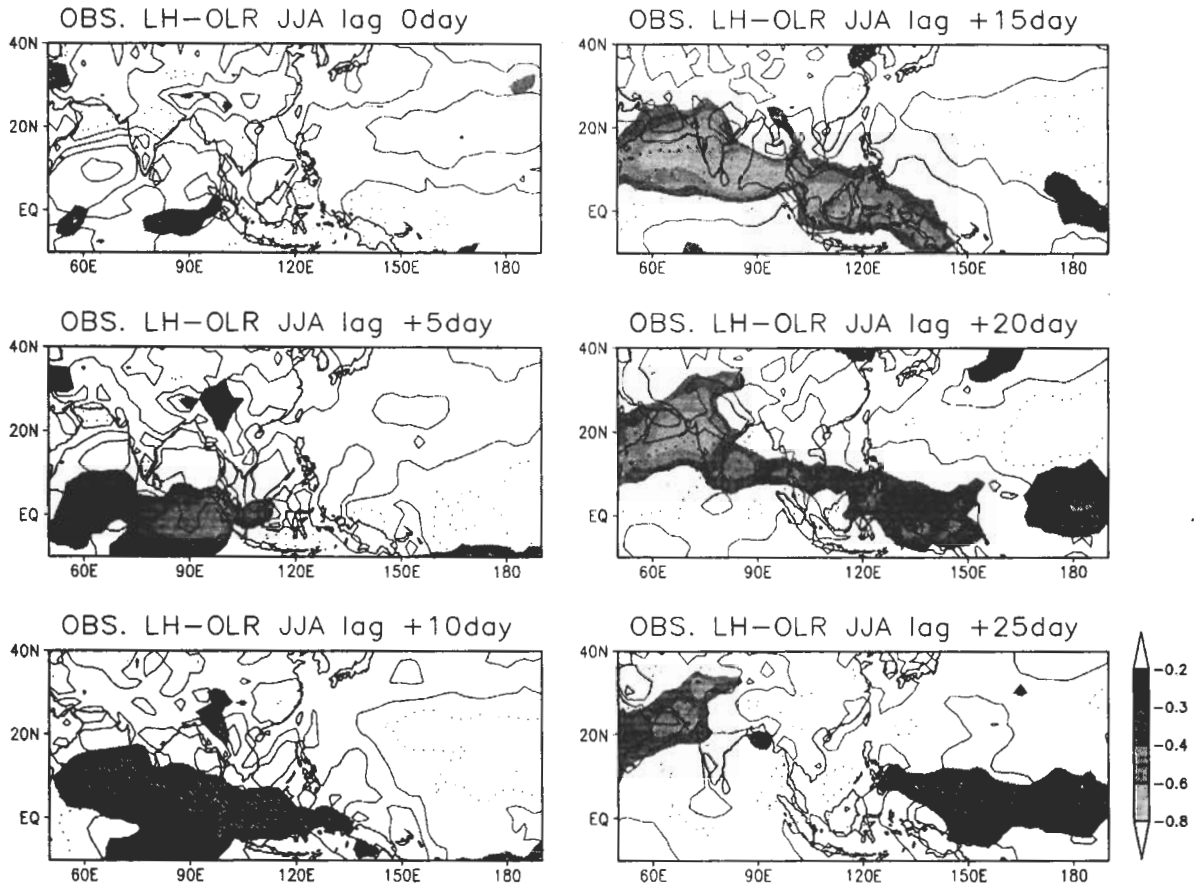 OBS. LH-OLR JJA lag 0day
40N
20N
EQ
60E 90E 120E 150E 180
OBS. LH-OLR JJA lag +15day
40N
20N
EQ
60E 90E 120E 150E 180
OBS. LH-OLR JJA lag +5day
40N
20N
EQ
60E 90E 120E 150E 180
OBS. LH-OLR JJA lag +20day
40N
20N
EQ
60E 90E 120E 150E 180
OBS. LH-OLR JJA lag +10day
40N
20N
EQ
60E 90E 120E 150E 180
OBS. LH-OLR JJA lag +25day
40N
20N
EQ
60E 90E 120E 150E 180
-0.2
-0.3
-0.4
-0.6
-0.8